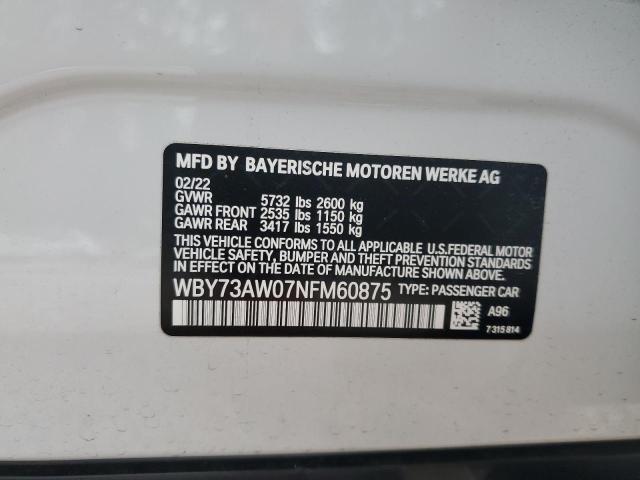 MFD BY BAYERISCHE MOTOREN WERKE AG
02/22
GVWR 5732 lbs 2600 kg
GAWR FRONT 2535 lbs 1150 kg
GAWR REAR 3417 lbs 1550 kg
THIS VEHICLE CONFORMS TO ALL APPLICABLE U.S.FEDERAL MOTOR
VEHICLE SAFETY, BUMPER AND THEFT PREVENTION STANDARDS
IN EFFECT ON THE DATE OF MANUFACTURE SHOWN ABOVE.
WBY73AW07NFM60875 TYPE: PASSENGER CAR
A96
7315814